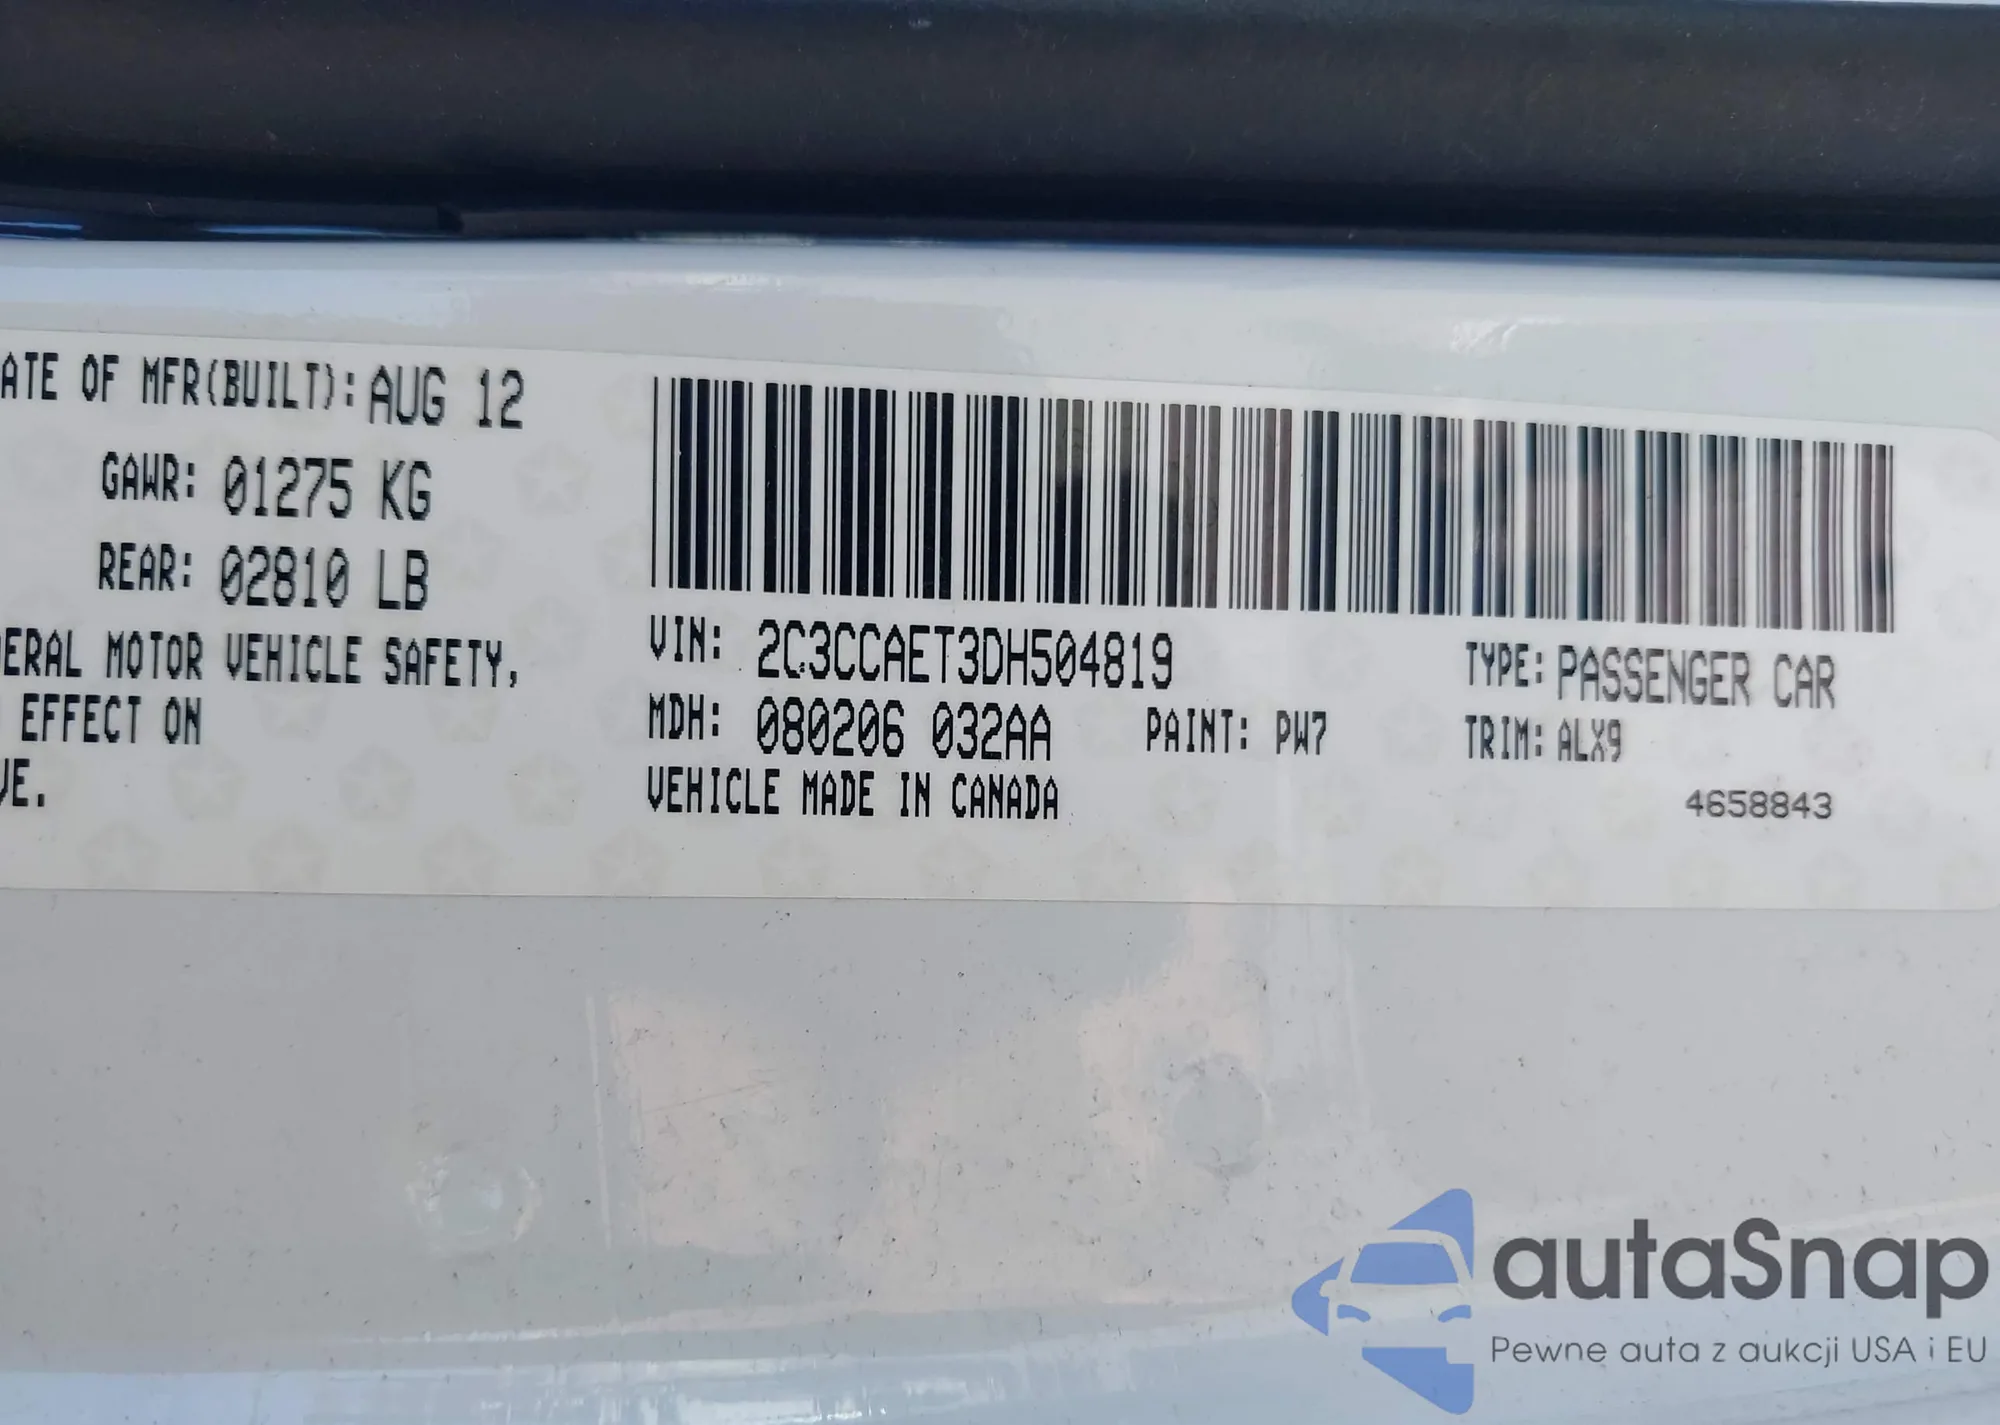 ATE OF MFR(BUILT): AUG 12
GAWR: 01275 KG
REAR: 02810 LB
ERAL MOTOR VEHICLE SAFETY,
EFFECT ON
VE.
VIN: 2C3CCAET3DH504819
TYPE: PASSENGER CAR
MDH: 080206 032AA PAINT: PW7
TRIM: ALX9
VEHICLE MADE IN CANADA
4658843
autaSnap
Pewne auta z aukcji USA i EU